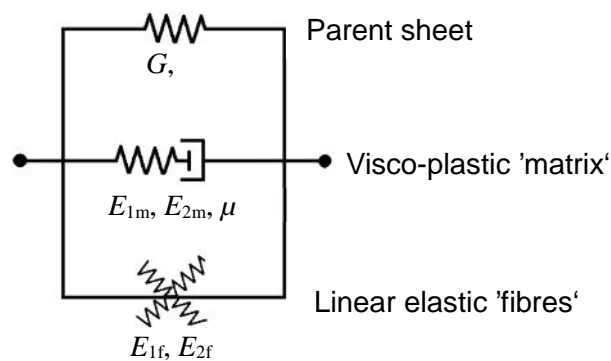 Parent sheet
G,
Visco-plastic ’matrix‘
E1m, E2m, μ
Linear elastic ’fibres‘
E1f, E2f